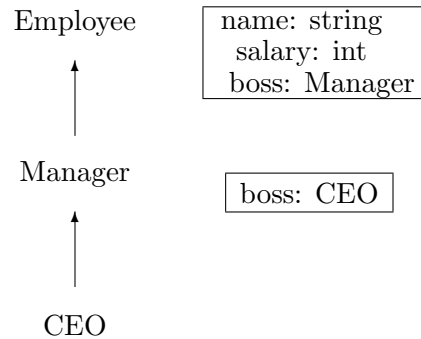 Employee
name: string
salary: int
boss: Manager
Manager
boss: CEO
CEO